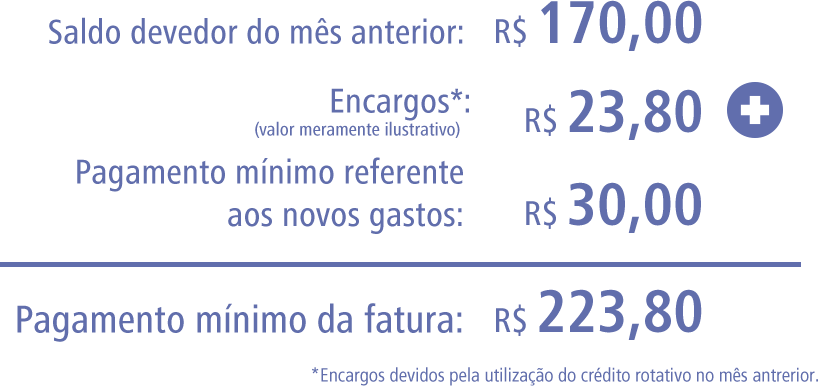 Saldo devedor do mês anterior: R$ 170,00
Encargos*: R$ 23,80
(valor meramente ilustrativo)
Pagamento mínimo referente
aos novos gastos: R$ 30,00
Pagamento mínimo da fatura: R$ 223,80
*Encargos devidos pela utilização do crédito rotativo no mês antrerior.